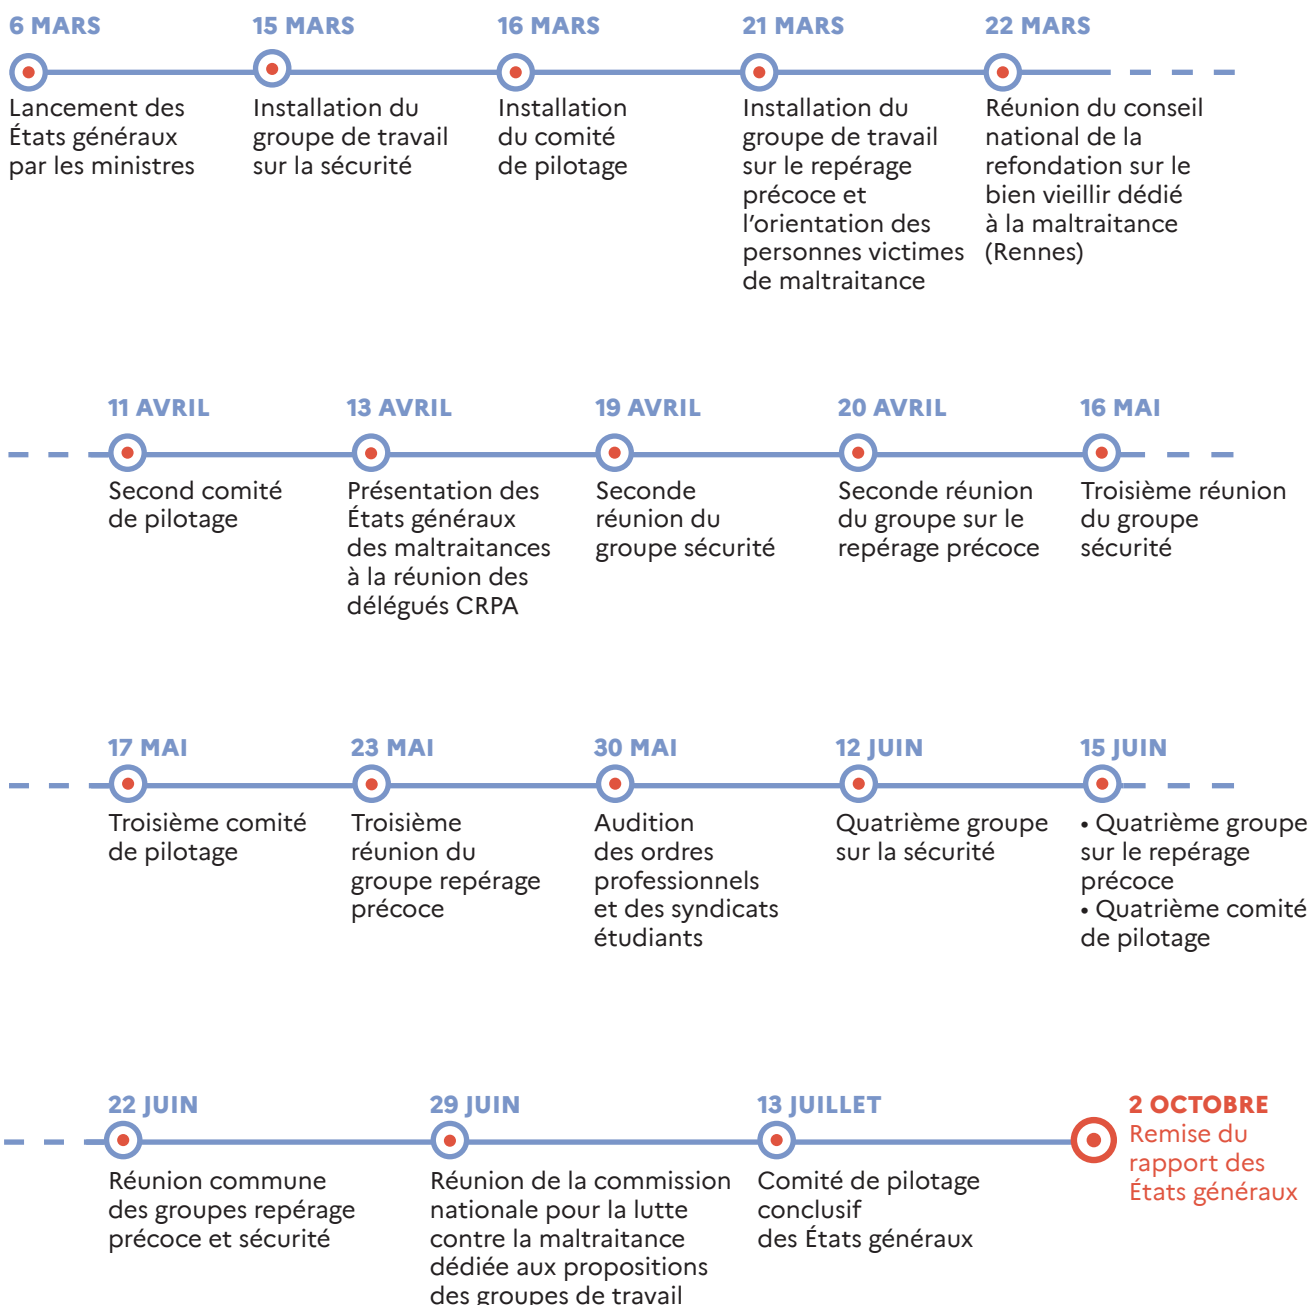 6 MARS
Lancement des
États généraux
par les ministres
15 MARS
Installation du
groupe de travail
sur la sécurité
16 MARS
Installation
du comité
de pilotage
21 MARS
Installation du
groupe de travail
sur le repérage
précoce et
l'orientation des
personnes victimes
de maltraitance
22 MARS
Réunion du conseil
national de la
refondation sur le
bien vieillir dédié
à la maltraitance
(Rennes)
11 AVRIL
Second comité
de pilotage
13 AVRIL
Présentation des
États généraux
des maltraitances
à la réunion des
délégués CRPA
19 AVRIL
Seconde
réunion du
groupe sécurité
20 AVRIL
Seconde réunion
du groupe sur le
repérage précoce
16 MAI
Troisième réunion
du groupe
sécurité
17 MAI
Troisième comité
de pilotage
23 MAI
Troisième
réunion du
groupe repérage
précoce
30 MAI
Audition
des ordres
professionnels
et des syndicats
étudiants
12 JUIN
Quatrième groupe
sur la sécurité
15 JUIN
• Quatrième groupe
sur le repérage
précoce
• Quatrième comité
de pilotage
22 JUIN
Réunion commune
des groupes repérage
précoce et sécurité
29 JUIN
Réunion de la commission
nationale pour la lutte
contre la maltraitance
dédiée aux propositions
des groupes de travail
13 JUILLET
Comité de pilotage
conclusif
des États généraux
2 OCTOBRE
Remise du
rapport des
États généraux